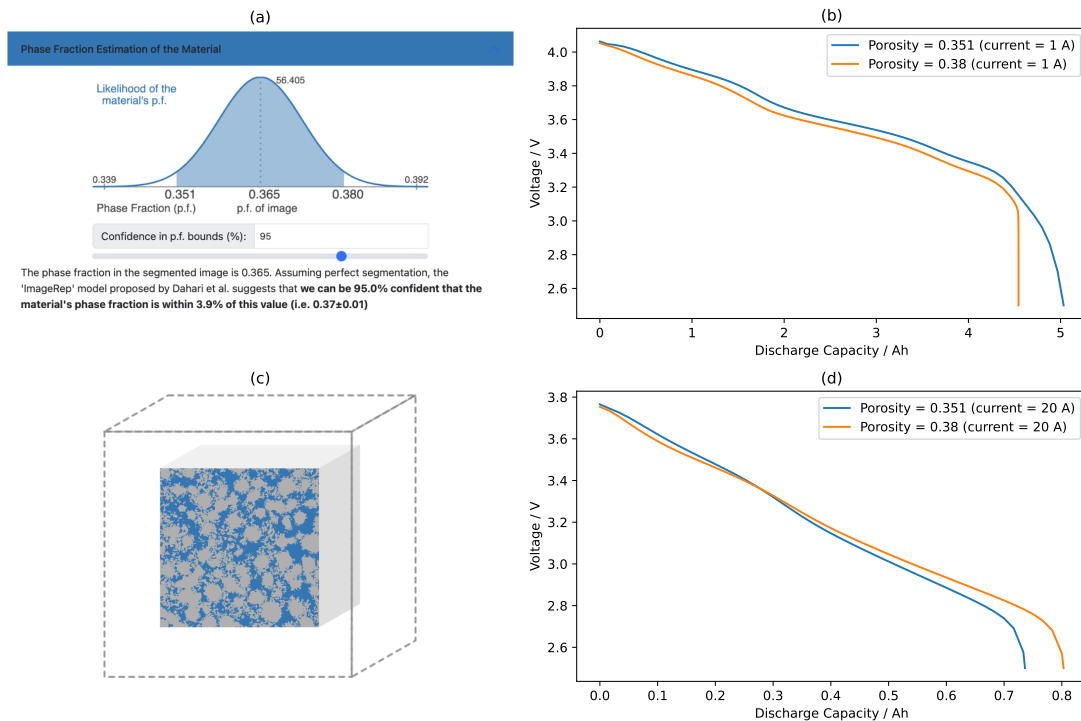 (a)
Phase Fraction Estimation of the Material
Likelihood of the
material's p.f.
56.405
0.339
0.392
0.351
0.365
0.380
Phase Fraction (p.f.)
p.f. of image
Confidence in p.f. bounds (%):
95
The phase fraction in the segmented image is 0.365. Assuming perfect segmentation, the
'ImageRep' model proposed by Dahari et al. suggests that we can be 95.0% confident that the
material's phase fraction is within 3.9% of this value (i.e. 0.37±0.01)
(b)
Porosity = 0.351 (current = 1 A)
Porosity = 0.38 (current = 1 A)
Voltage / V
4.0
3.8
3.6
3.4
3.2
3.0
2.8
2.6
0
1
2
3
4
5
Discharge Capacity / Ah
(c)
(d)
Porosity = 0.351 (current = 20 A)
Porosity = 0.38 (current = 20 A)
Voltage / V
3.8
3.6
3.4
3.2
3.0
2.8
2.6
0.0
0.1
0.2
0.3
0.4
0.5
0.6
0.7
0.8
Discharge Capacity / Ah